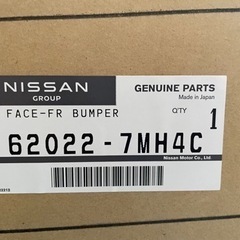 NISSAN
GROUP
GENUINE PARTS
Made in Japan
FACE-FR BUMPER
Q'TY
1
62022-7MH4C
Nissan Motor Co., Ltd.